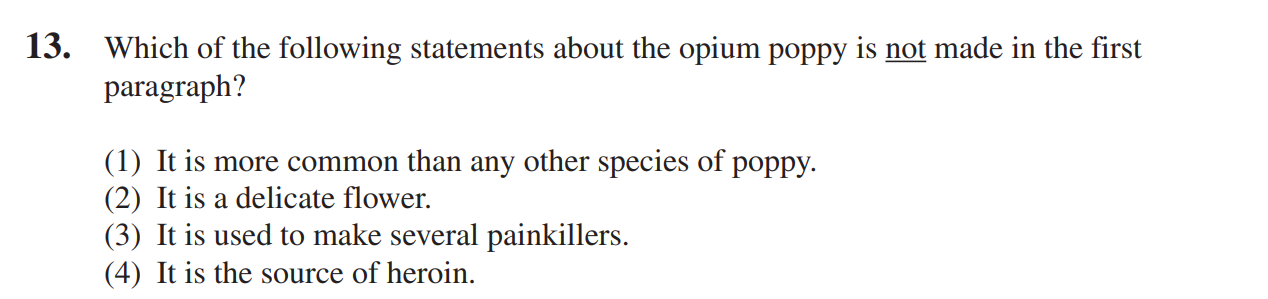 13. Which of the following statements about the opium poppy is not made in the first
paragraph?
(1) It is more common than any other species of poppy.
(2) It is a delicate flower.
(3) It is used to make several painkillers.
(4) It is the source of heroin.